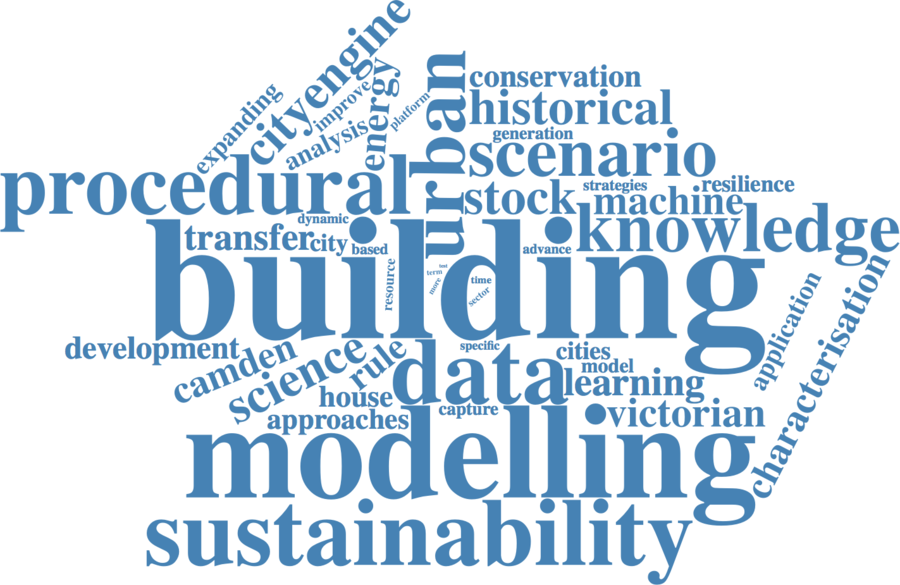 cityengine
expanding
improve
energy
analysis
platform
urban
conservation
historical
generation
scenario
procedural
stock
strategies
resilience
machine
dynamic
transfer
city
based
building
advance
knowledge
resource
text
term
more
time
sector
application
characterisation
development
camden
science
rule
specific
data
cities
model
learning
house
capture
approaches
victorian
modelling
sustainability